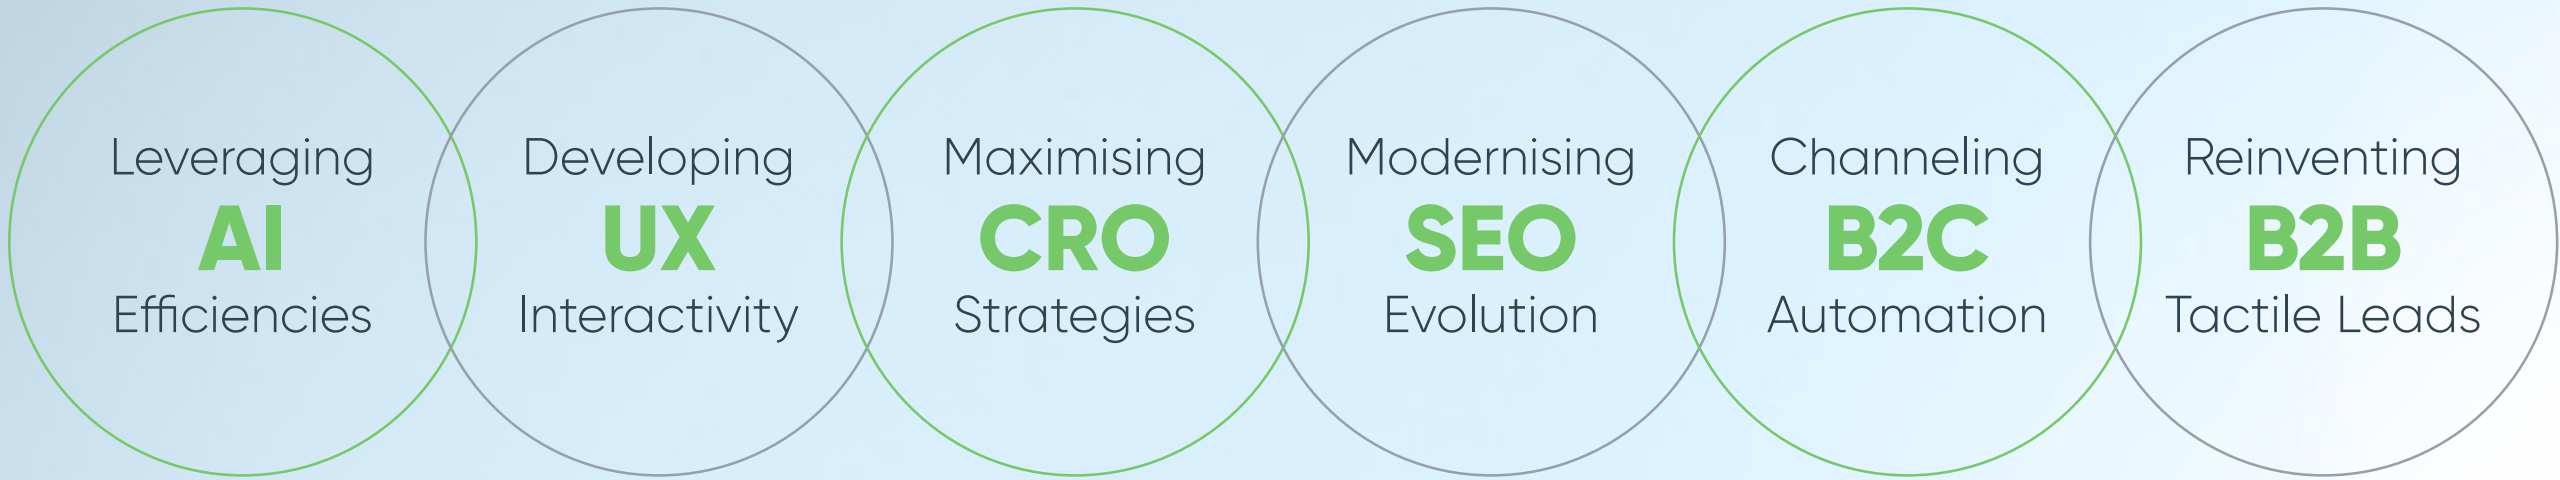 Leveraging
AI
Efficiencies
Developing
UX
Interactivity
Maximising
CRO
Strategies
Modernising
SEO
Evolution
Channeling
B2C
Automation
Reinventing
B2B
Tactile Leads